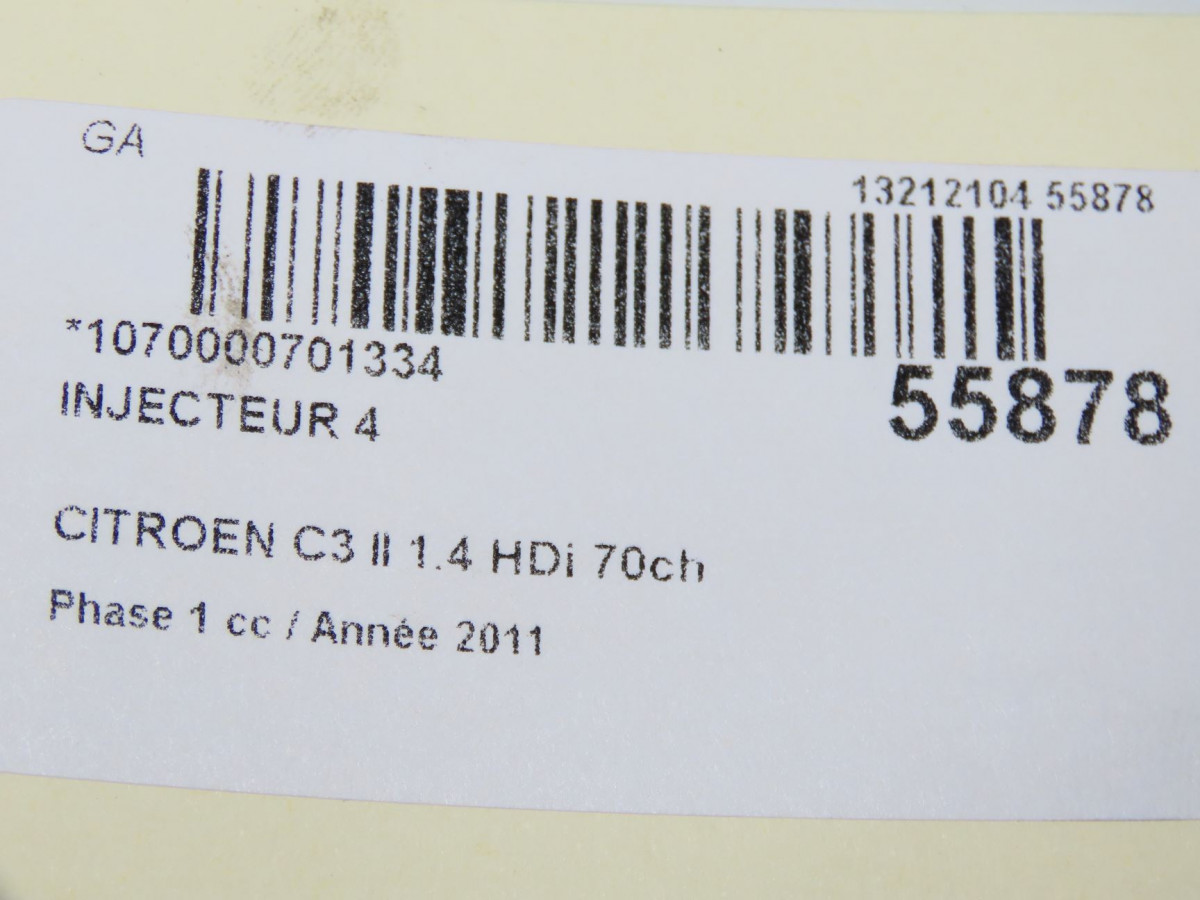 GA
13212104 55878
*1070000701334
55878
INJECTEUR 4
CITROEN C3 II 1.4 HDi 70ch
Phase 1 cc / Année 2011